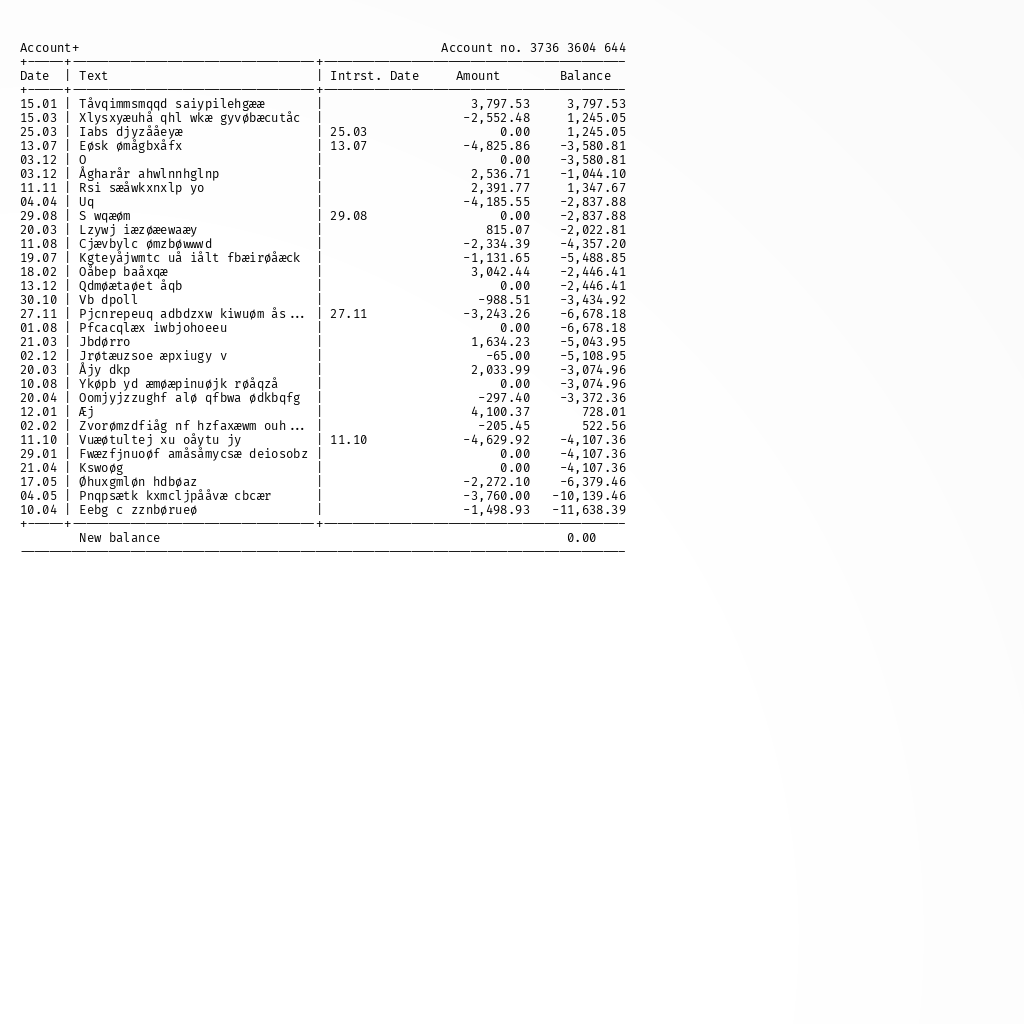 Account+ Account no. 3736 3604 644
Date | Text | Intrst. Date Amount Balance
15.01 | Tåvqimmsmqqd saiypilehgææ | 3,797.53 3,797.53
15.03 | Xlysxyæuhå qhl wkæ gyvøbæcutåc | -2,552.48 1,245.05
25.03 | Iabs djyzååeyæ | 25.03 0.00 1,245.05
13.07 | Eøsk ømågbxåfx | 13.07 -4,825.86 -3,580.81
03.12 | O | 0.00 -3,580.81
03.12 | Ågharår ahwlnnhglnp | 2,536.71 -1,044.10
11.11 | Rsi sæåwkxnxlp yo | 2,391.77 1,347.67
04.04 | Uq | -4,185.55 -2,837.88
29.08 | S wqæøm | 29.08 0.00 -2,837.88
20.03 | Lzywj iæzøæewaæy | 815.07 -2,022.81
11.08 | Cjævbylc ømzbøwwwd | -2,334.39 -4,357.20
19.07 | Kgteyåjwmtc uå iålt fbæirøåæck | -1,131.65 -5,488.85
18.02 | Oåbep baåxqæ | 3,042.44 -2,446.41
13.12 | Qdmøætaøet åqb | 0.00 -2,446.41
30.10 | Vb dpoll | -988.51 -3,434.92
27.11 | Pjcnrepeuq adbdzxw kiwuøm ås... | 27.11 -3,243.26 -6,678.18
01.08 | Pfcacqlæx iwbjohoeeu | 0.00 -6,678.18
21.03 | Jbdørro | 1,634.23 -5,043.95
02.12 | Jrøtæuzsoe æpxiugy v | -65.00 -5,108.95
20.03 | Åjy dkp | 2,033.99 -3,074.96
10.08 | Ykøpb yd æmøæpinuøjk røåqzå | 0.00 -3,074.96
20.04 | Oomjyjzzughf alø qfbwa ødkbqfg | -297.40 -3,372.36
12.01 | Æj | 4,100.37 728.01
02.02 | Zvorømzdfiåg nf hzfaxæwm ouh... | -205.45 522.56
11.10 | Vuæøtultej xu oåytu jy | 11.10 -4,629.92 -4,107.36
29.01 | Fwæzfjnuoøf amåsåmycsæ deiosobz | 0.00 -4,107.36
21.04 | Kswoøg | 0.00 -4,107.36
17.05 | Øhuxgmløn hdbøaz | -2,272.10 -6,379.46
04.05 | Pnqpsætk kxmcljpååvæ cbcær | -3,760.00 -10,139.46
10.04 | Eebg c zznbørueø | -1,498.93 -11,638.39
New balance 0.00